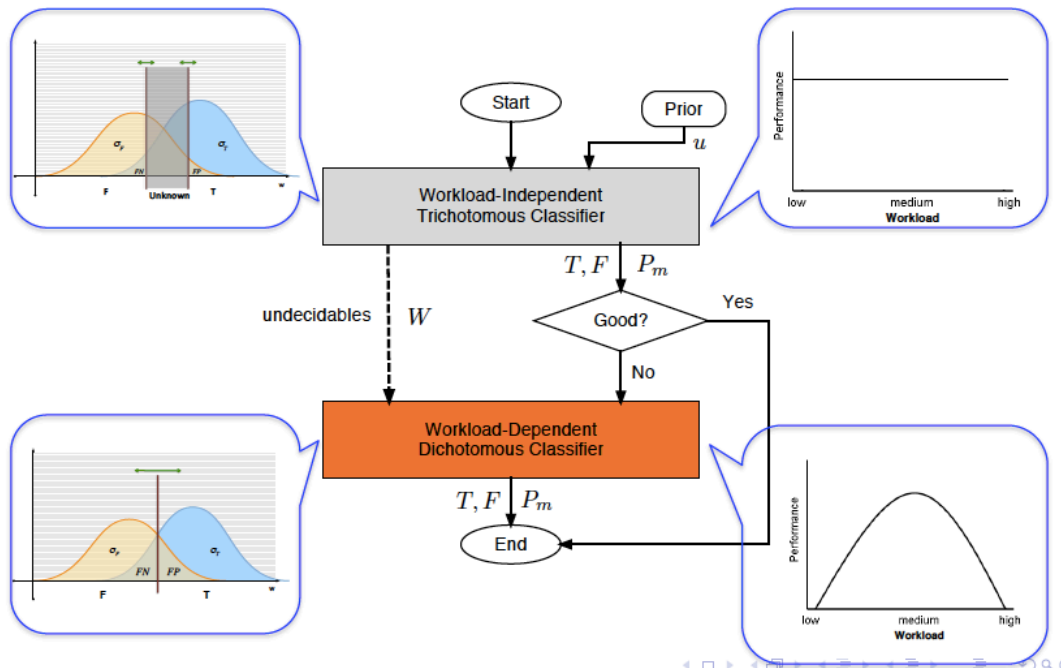 σF
σT
FN
FP
w
F
Unknown
T
Start
Prior
u
Performance
low
medium
high
Workload
Workload-Independent
Trichotomous Classifier
T, F
Pm
undecidables
W
Good?
Yes
No
Workload-Dependent
Dichotomous Classifier
σF
σT
FN
FP
w
F
T
T, F
Pm
End
Performance
low
medium
high
Workload